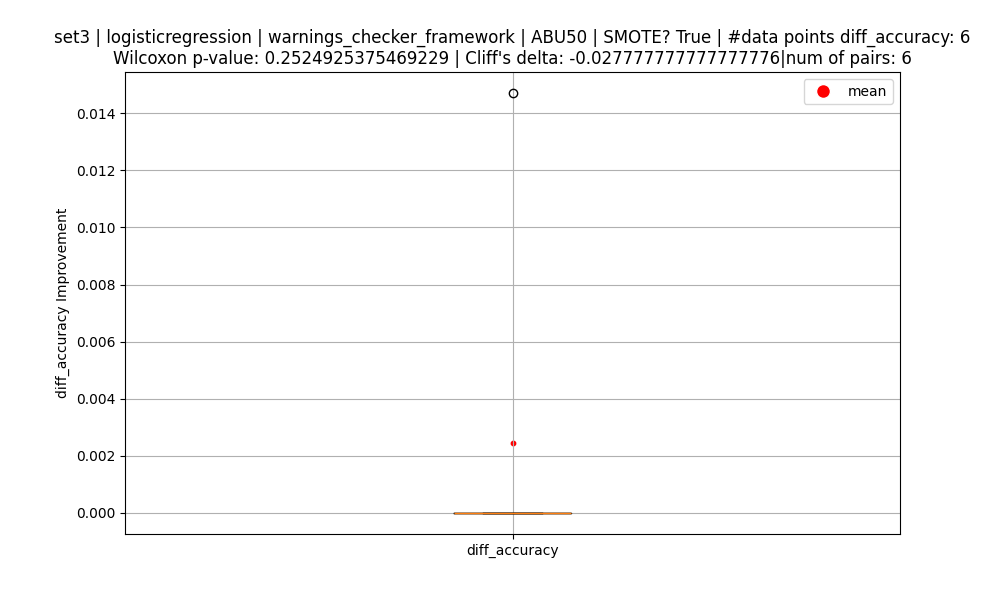 set3 | logisticregression | warnings_checker_framework | ABU50 | SMOTE? True | #data points diff_accuracy: 6
Wilcoxon p-value: 0.2524925375469229 | Cliff's delta: -0.027777777777777776|num of pairs: 6
mean
0.014
0.012
0.010
0.008
0.006
0.004
0.002
0.000
diff_accuracy Improvement
diff_accuracy